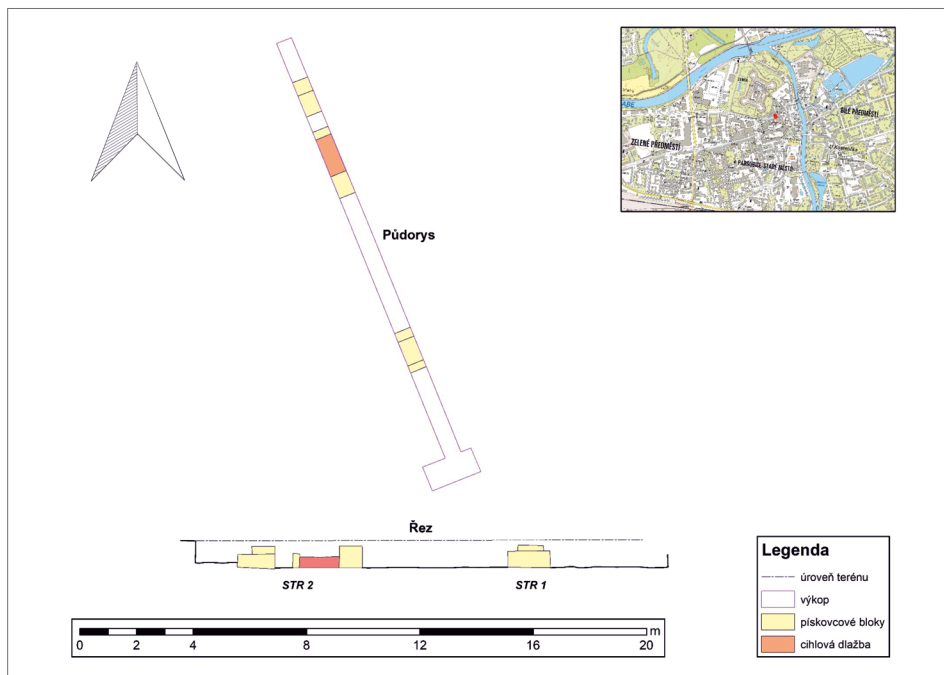 Půdorys
LABE
ZÁMEK
BÍLÉ PŘEDMĚSTÍ
ZELENÉ PŘEDMĚSTÍ
PARDUBICE-STARÉ MĚSTO
Řez
STR 2
STR 1
0 2 4 8 12 16 20 m
Legenda
úroveň terénu
výkop
pískovcové bloky
cihlová dlažba